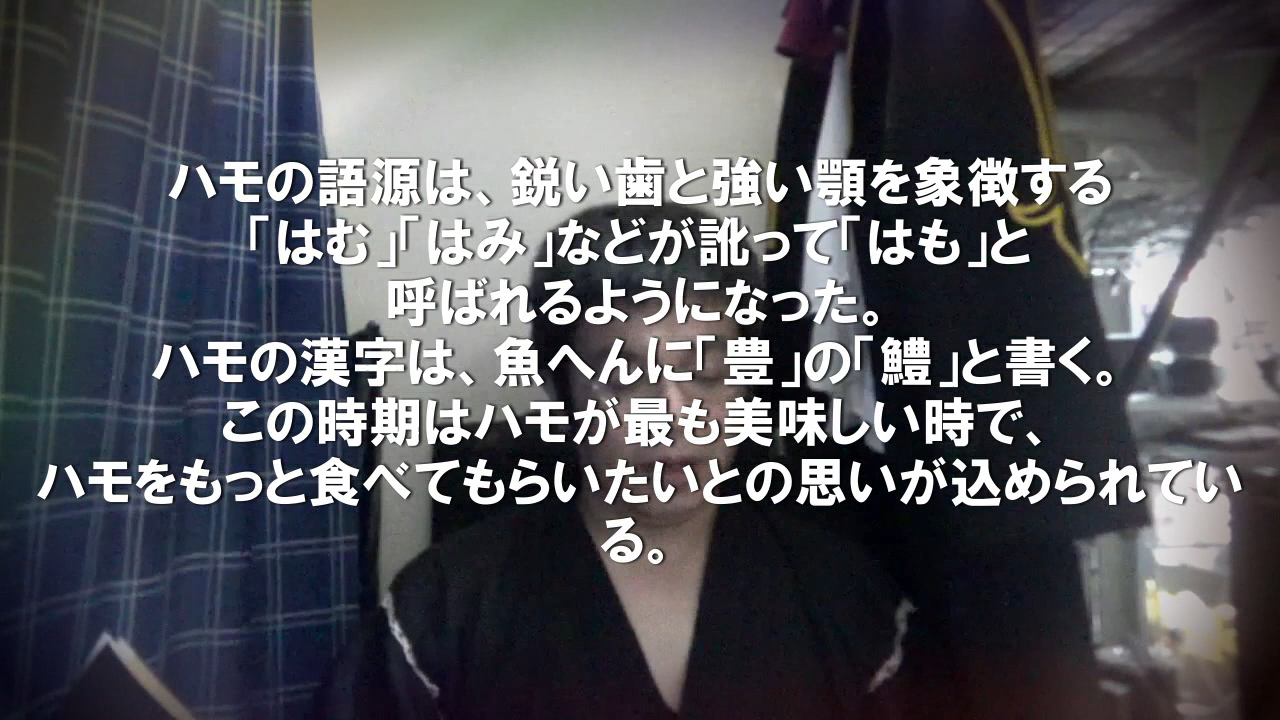 ハモの語源は、鋭い歯と強い顎を象徴する
「はむ」「はみ」などが訛って「はも」と
呼ばれるようになった。
ハモの漢字は、魚へんに「豊」の「鱧」と書く。
この時期はハモが最も美味しい時で、
ハモをもっと食べてもらいたいとの思いが込められてい
る。